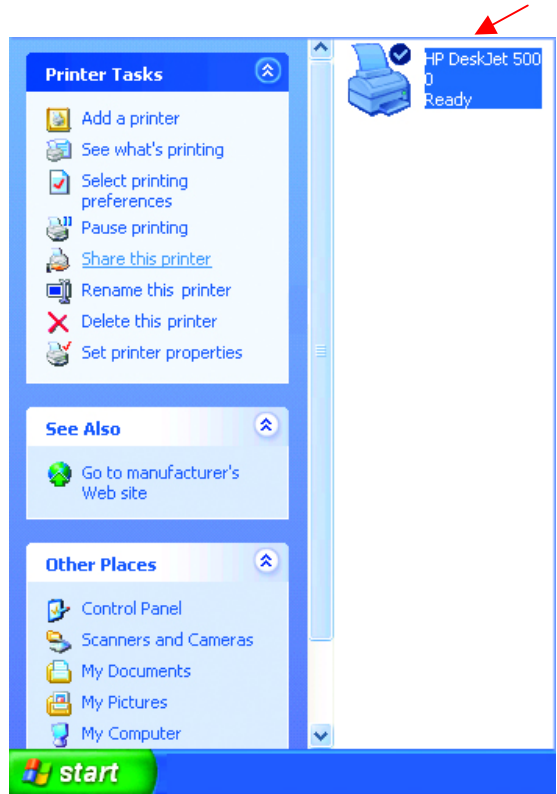 Printer Tasks
Add a printer
See what's printing
Select printing
preferences
Pause printing
Share this printer
Rename this printer
Delete this printer
Set printer properties
See Also
Go to manufacturer's
Web site
Other Places
Control Panel
Scanners and Cameras
My Documents
My Pictures
My Computer
HP DeskJet 500
0
Ready
start